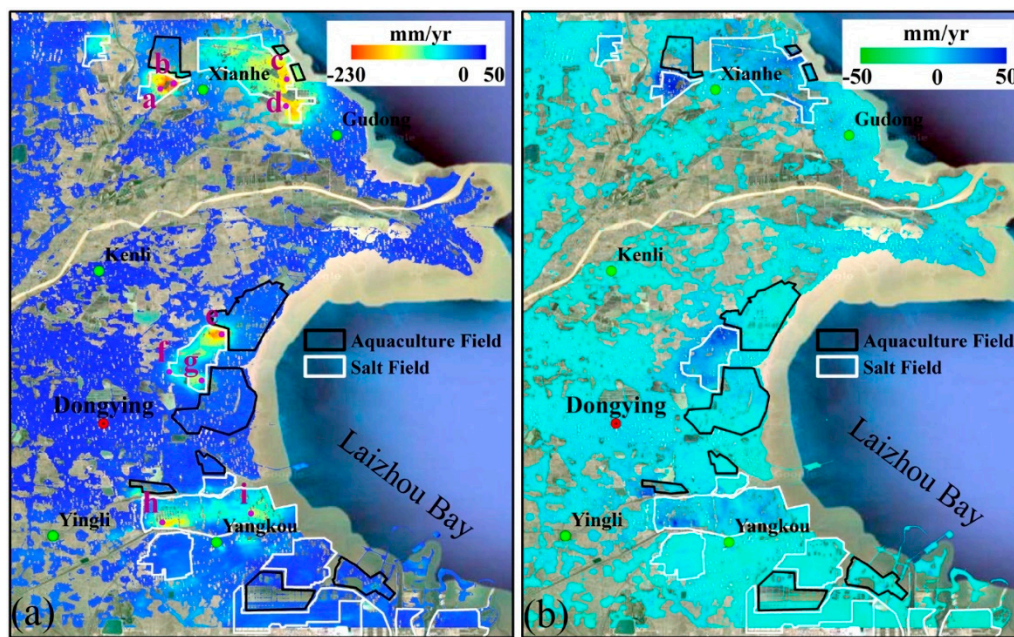 mm/yr
-230 0 50
b
c
Xianhe
a
d
Gudong
Kenli
e
Aquaculture Field
f
g
Salt Field
Dongying
Laizhou Bay
i
h
Yingli
Yangkou
(a)
mm/yr
-50 0 50
Xianhe
Gudong
Kenli
Aquaculture Field
Salt Field
Dongying
Laizhou Bay
Yingli
Yangkou
(b)